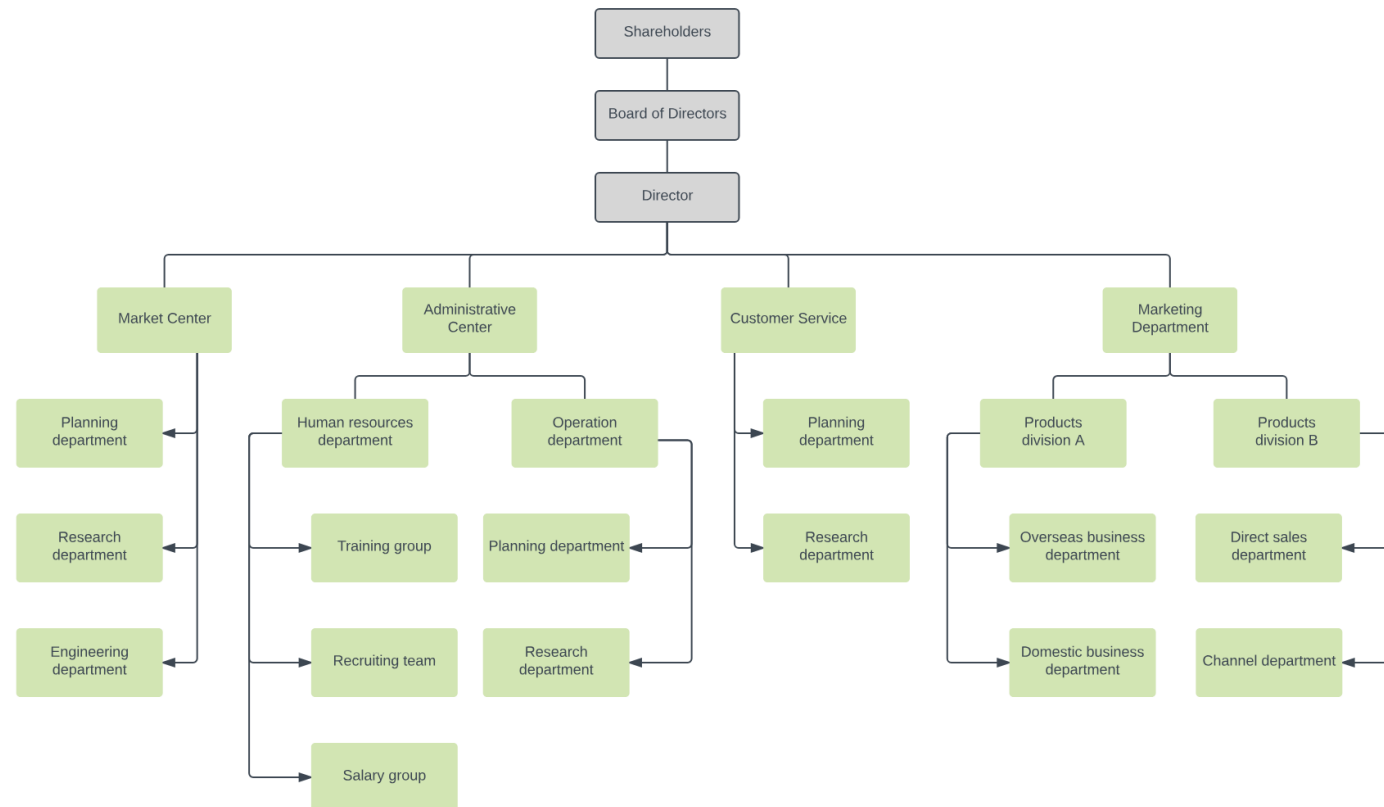 Shareholders
Board of Directors
Director
Market Center
Administrative
Center
Customer Service
Marketing
Department
Planning
department
Human resources
department
Operation
department
Planning
department
Products
division A
Products
division B
Research
department
Training group
Planning department
Research
department
Overseas business
department
Direct sales
department
Engineering
department
Recruiting team
Research
department
Domestic business
department
Channel department
Salary group